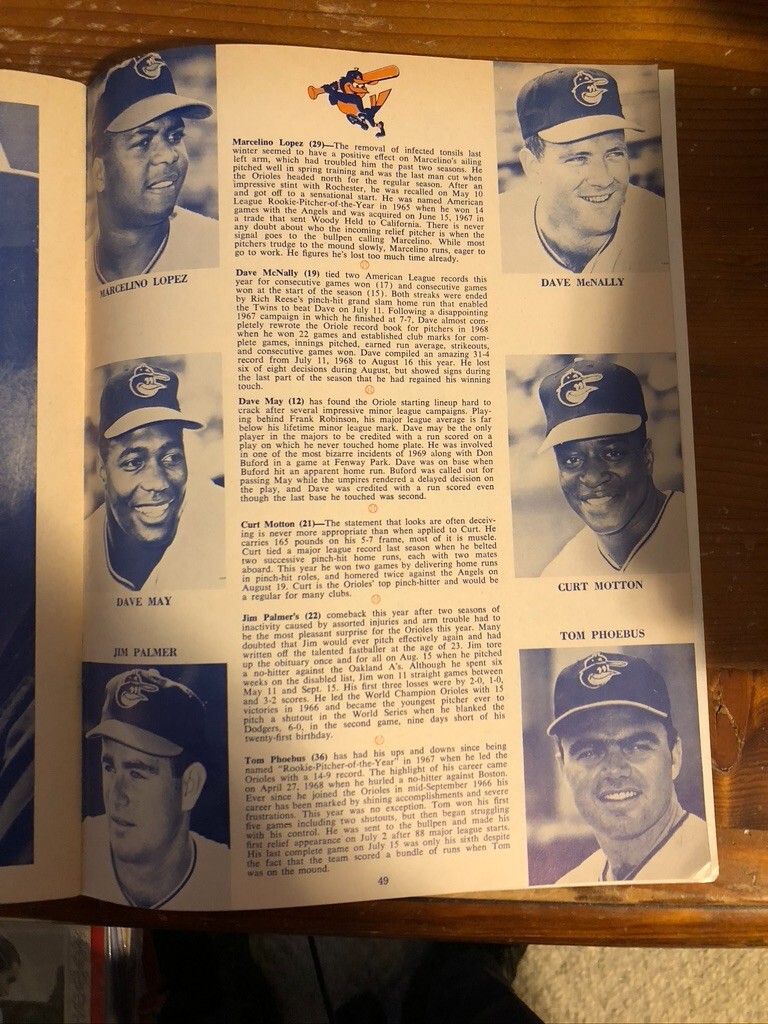 MARCELINO LOPEZ
DAVE McNALLY
DAVE MAY
CURT MOTTON
JIM PALMER
TOM PHOEBUS
Marcelino Lopez (29)—The removal of infected tonsils last
winter seemed to have a positive effect on Marcelino's ailing
left arm, which had troubled him the past two seasons. He
pitched well in spring training and was the last man cut when
the Orioles headed north for the regular season. After an
impressive stint with Rochester, he was recalled on May 10
and got off to a sensational start. He was named American
League Rookie-Pitcher-of-the-Year in 1965 when he won 14
games with the Angels and was acquired on June 15, 1967 in
a trade that sent Woody Held to California. There is never
any doubt about who the incoming relief pitcher is when the
signal goes to the bullpen calling Marcelino. While most
pitchers trudge to the mound slowly, Marcelino runs, eager to
go to work. He figures he's lost too much time already.
Dave McNally (19) tied two American League records this
year for consecutive games won (17) and consecutive games
won at the start of the season (15). Both streaks were ended
by Rich Reese's pinch-hit grand slam home run that enabled
the Twins to beat Dave on July 11. Following a disappointing
1967 campaign in which he finished at 7-7, Dave almost com-
pletely rewrote the Oriole record book for pitchers in 1968
when he won 22 games and established club marks for com-
plete games, innings pitched, earned run average, strikeouts,
and consecutive games won. Dave compiled an amazing 31-4
record from July 11, 1968 to August 16 this year. He lost
six of eight decisions during August, but showed signs during
the last part of the season that he had regained his winning
touch.
Dave May (12) has found the Oriole starting lineup hard to
crack after several impressive minor league campaigns. Play-
ing behind Frank Robinson, his major league average is far
below his lifetime minor league mark. Dave may be the only
player in the majors to be credited with a run scored on a
play on which he never touched home plate. He was involved
in one of the most bizarre incidents of 1969 along with Don
Buford in a game at Fenway Park. Dave was on base when
Buford hit an apparent home run. Buford was called out for
passing May while the umpires rendered a delayed decision on
the play, and Dave was credited with a run scored even
though the last base he touched was second.
Curt Motton (21)—The statement that looks are often deceiv-
ing is never more appropriate than when applied to Curt. He
carries 165 pounds on his 5-7 frame, most of it is muscle.
Curt tied a major league record last season when he belted
two successive pinch-hit home runs, each with two mates
aboard. This year he won two games by delivering home runs
in pinch-hit roles, and homered twice against the Angels on
August 19. Curt is the Orioles' top pinch-hitter and would be
a regular for many clubs.
Jim Palmer's (22) comeback this year after two seasons of
inactivity caused by assorted injuries and arm trouble had to
be the most pleasant surprise for the Orioles this year. Many
doubted that Jim would ever pitch effectively again and had
written off the talented fastballer at the age of 23. Jim tore
up the obituary once and for all on Aug. 15 when he pitched
a no-hitter against the Oakland A's. Although he spent six
weeks on the disabled list, Jim won 11 straight games between
May 11 and Sept. 15. His first three losses were by 2-0, 1-0,
and 3-2 scores. He led the World Champion Orioles with 15
victories in 1966 and became the youngest pitcher ever to
pitch a shutout in the World Series when he blanked the
Dodgers, 6-0, in the second game, nine days short of his
twenty-first birthday.
Tom Phoebus (36) has had his ups and downs since being
named "Rookie-Pitcher-of-the-Year" in 1967 when he led the
Orioles with a 14-9 record. The highlight of his career came
on April 27, 1968 when he hurled a no-hitter against Boston.
Ever since he joined the Orioles in mid-September 1966 his
career has been marked by shining accomplishments and severe
frustrations. This year was no exception. Tom won his first
five games including two shutouts, but then began struggling
with his control. He was sent to the bullpen and made his
first relief appearance on July 2 after 88 major league starts.
His last complete game on July 15 was only his sixth despite
the fact that the team scored a bundle of runs when Tom
was on the mound.
49